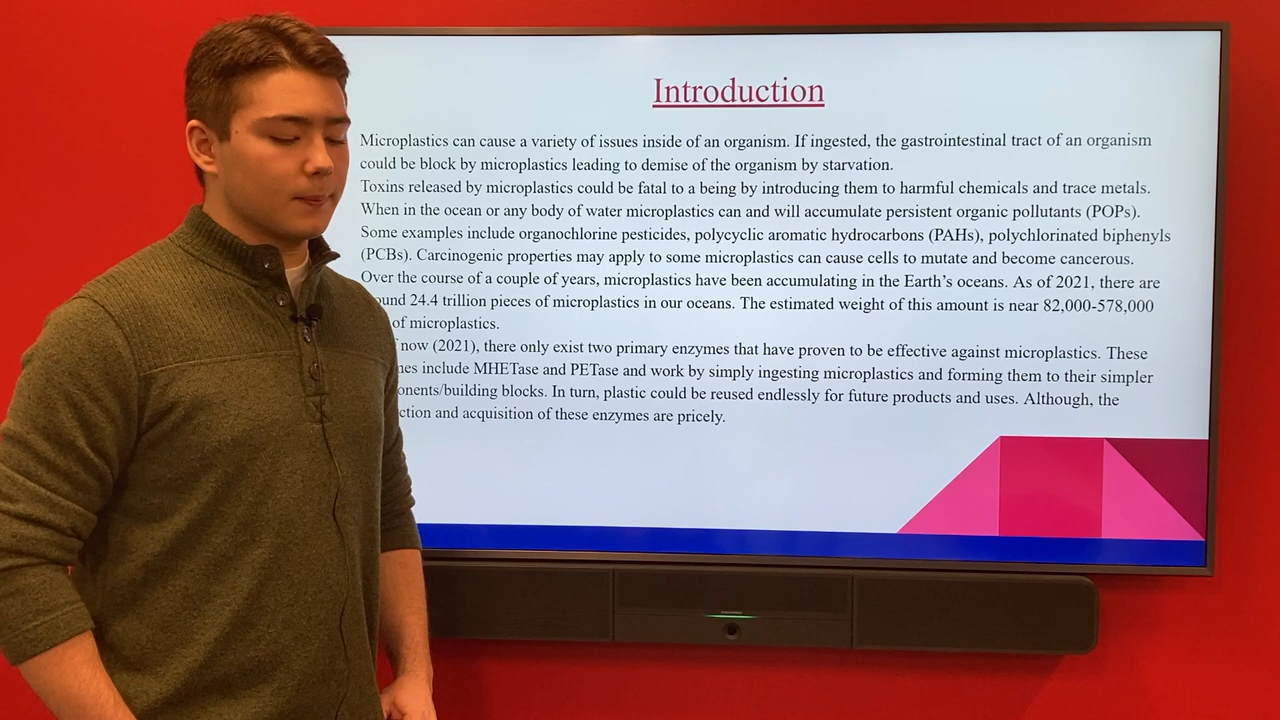 Introduction
Microplastics can cause a variety of issues inside of an organism. If ingested, the gastrointestinal tract of an organism
could be block by microplastics leading to demise of the organism by starvation.
Toxins released by microplastics could be fatal to a being by introducing them to harmful chemicals and trace metals.
When in the ocean or any body of water microplastics can and will accumulate persistent organic pollutants (POPs).
Some examples include organochlorine pesticides, polycyclic aromatic hydrocarbons (PAHs), polychlorinated biphenyls
(PCBs). Carcinogenic properties may apply to some microplastics can cause cells to mutate and become cancerous.
Over the course of a couple of years, microplastics have been accumulating in the Earth's oceans. As of 2021, there are
24.4 trillion pieces of microplastics in our oceans. The estimated weight of this amount is near 82,000-578,000
of microplastics.
now (2021), there only exist two primary enzymes that have proven to be effective against microplastics. These
include MHETase and PETase and work by simply ingesting microplastics and forming them to their simpler
building blocks. In turn, plastic could be reused endlessly for future products and uses. Although, the
and acquisition of these enzymes are pricely.